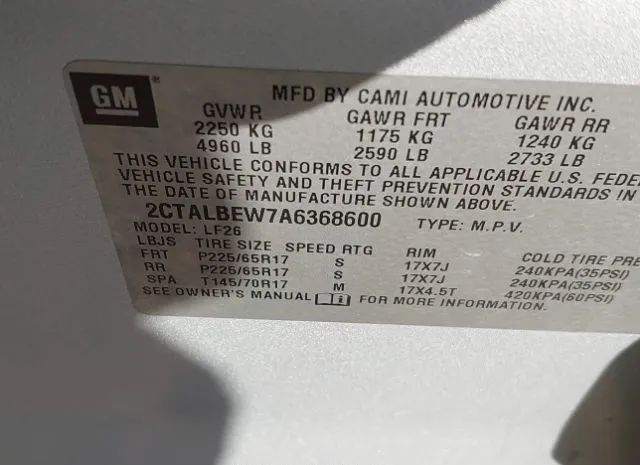 GM ®
MFD BY CAMI AUTOMOTIVE INC.
GVWR GAWR FRT GAWR RR
2250 KG 1175 KG 1240 KG
4960 LB 2590 LB 2733 LB
THIS VEHICLE CONFORMS TO ALL APPLICABLE U.S. FEDER
VEHICLE SAFETY AND THEFT PREVENTION STANDARDS IN
THE DATE OF MANUFACTURE SHOWN ABOVE.
2CTALBEW7A6368600 TYPE: M.P.V.
MODEL: LF26
LBJS TIRE SIZE SPEED RTG RIM COLD TIRE PRE
FRT P225/65R17 S 17X7J 240KPA(35PSI)
RR P225/65R17 S 17X7J 240KPA(35PSI)
SPA T145/70R17 M 17X4.5T 420KPA(60PSI)
SEE OWNER'S MANUAL i FOR MORE INFORMATION.